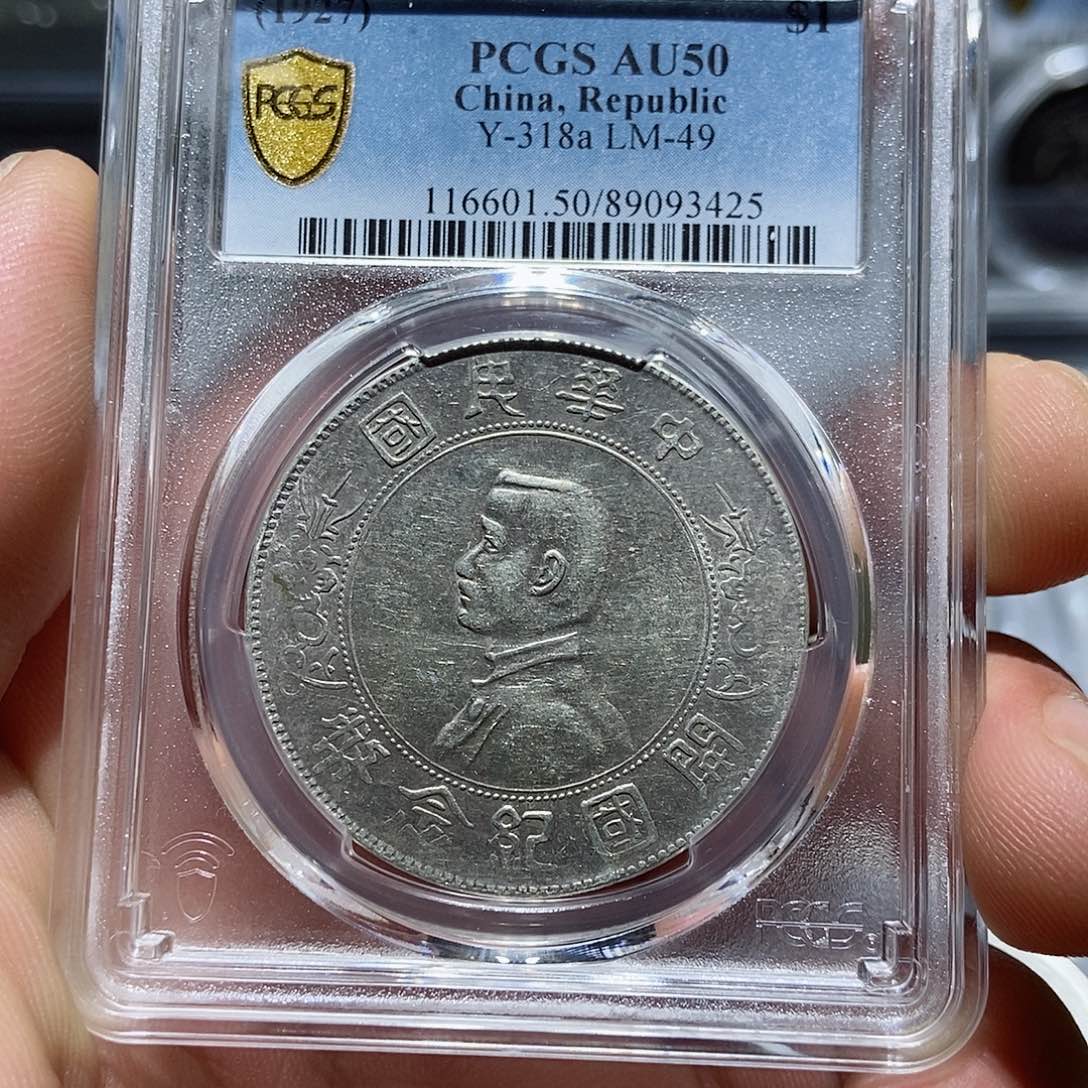 (1927) $1
PCGS AU50
China, Republic
Y-318a LM-49
116601.50/89093425
PCGS
中華民國
開國紀念幣
PCGS